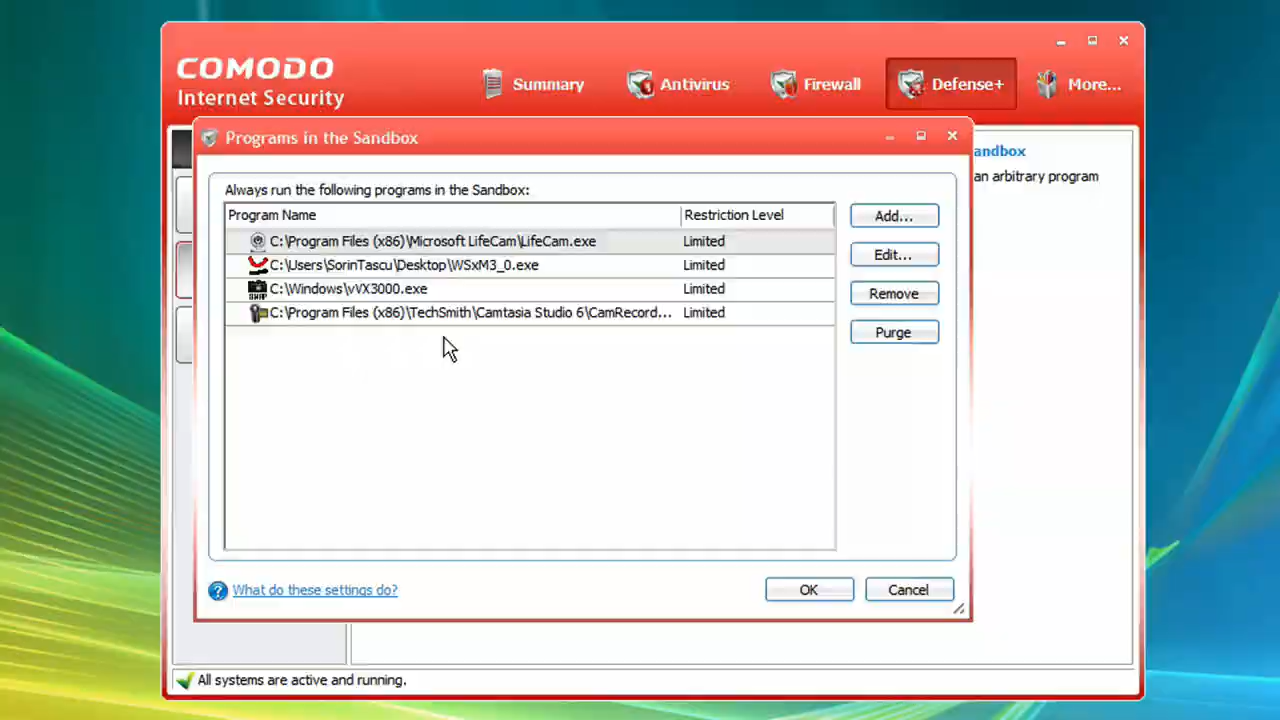 COMODO
Internet Security
Summary
Antivirus
Firewall
Defense+
More...
Programs in the Sandbox
andbox
an arbitrary program
Always run the following programs in the Sandbox:
Program Name Restriction Level
C:\Program Files (x86)\Microsoft LifeCam\LifeCam.exe Limited
C:\Users\SorinTascu\Desktop\WSxM3_0.exe Limited
C:\Windows\vVX3000.exe Limited
C:\Program Files (x86)\TechSmith\Camtasia Studio 6\CamRecord... Limited
Add...
Edit...
Remove
Purge
What do these settings do?
OK
Cancel
All systems are active and running.